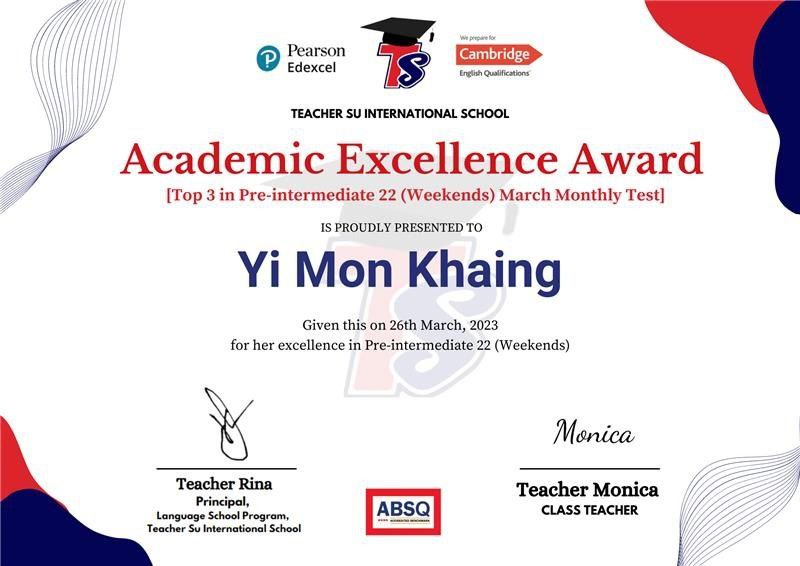 Pearson
Edexcel
TS
We prepare for
Cambridge
English Qualifications
TEACHER SU INTERNATIONAL SCHOOL
Academic Excellence Award
[Top 3 in Pre-intermediate 22 (Weekends) March Monthly Test]
IS PROUDLY PRESENTED TO
Yi Mon Khaing
Given this on 26th March, 2023
for her excellence in Pre-intermediate 22 (Weekends)
Teacher Rina
Principal,
Language School Program,
Teacher Su International School
ABSQ
ACCREDITED BENCHMARK
Monica
Teacher Monica
CLASS TEACHER